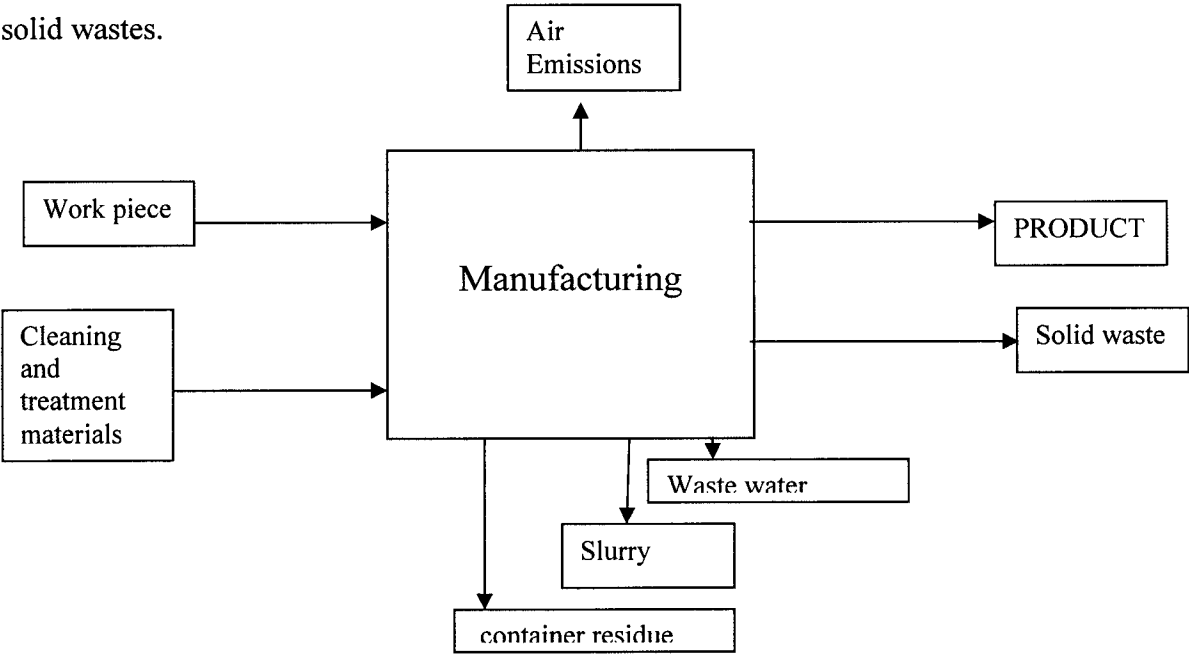 solid wastes.
Air
Emissions
Work piece
PRODUCT
Manufacturing
Cleaning
and
treatment
materials
Solid waste
Waste water
Slurry
container residue